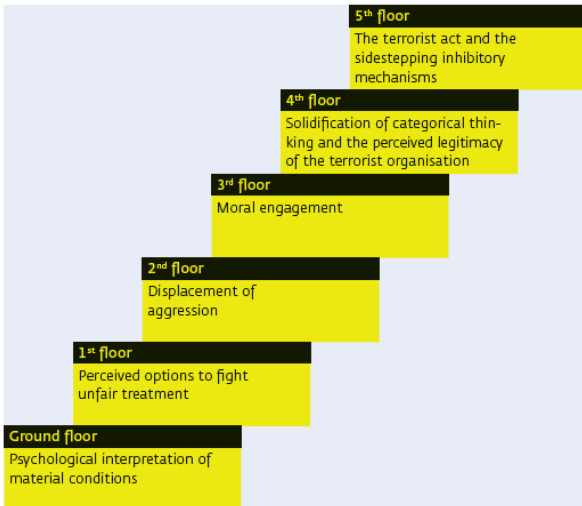 5th floor
The terrorist act and the
sidestepping inhibitory
mechanisms
4th floor
Solidification of categorical thin-
king and the perceived legitimacy
of the terrorist organisation
3rd floor
Moral engagement
2nd floor
Displacement of
aggression
1st floor
Perceived options to fight
unfair treatment
Ground floor
Psychological interpretation of
material conditions